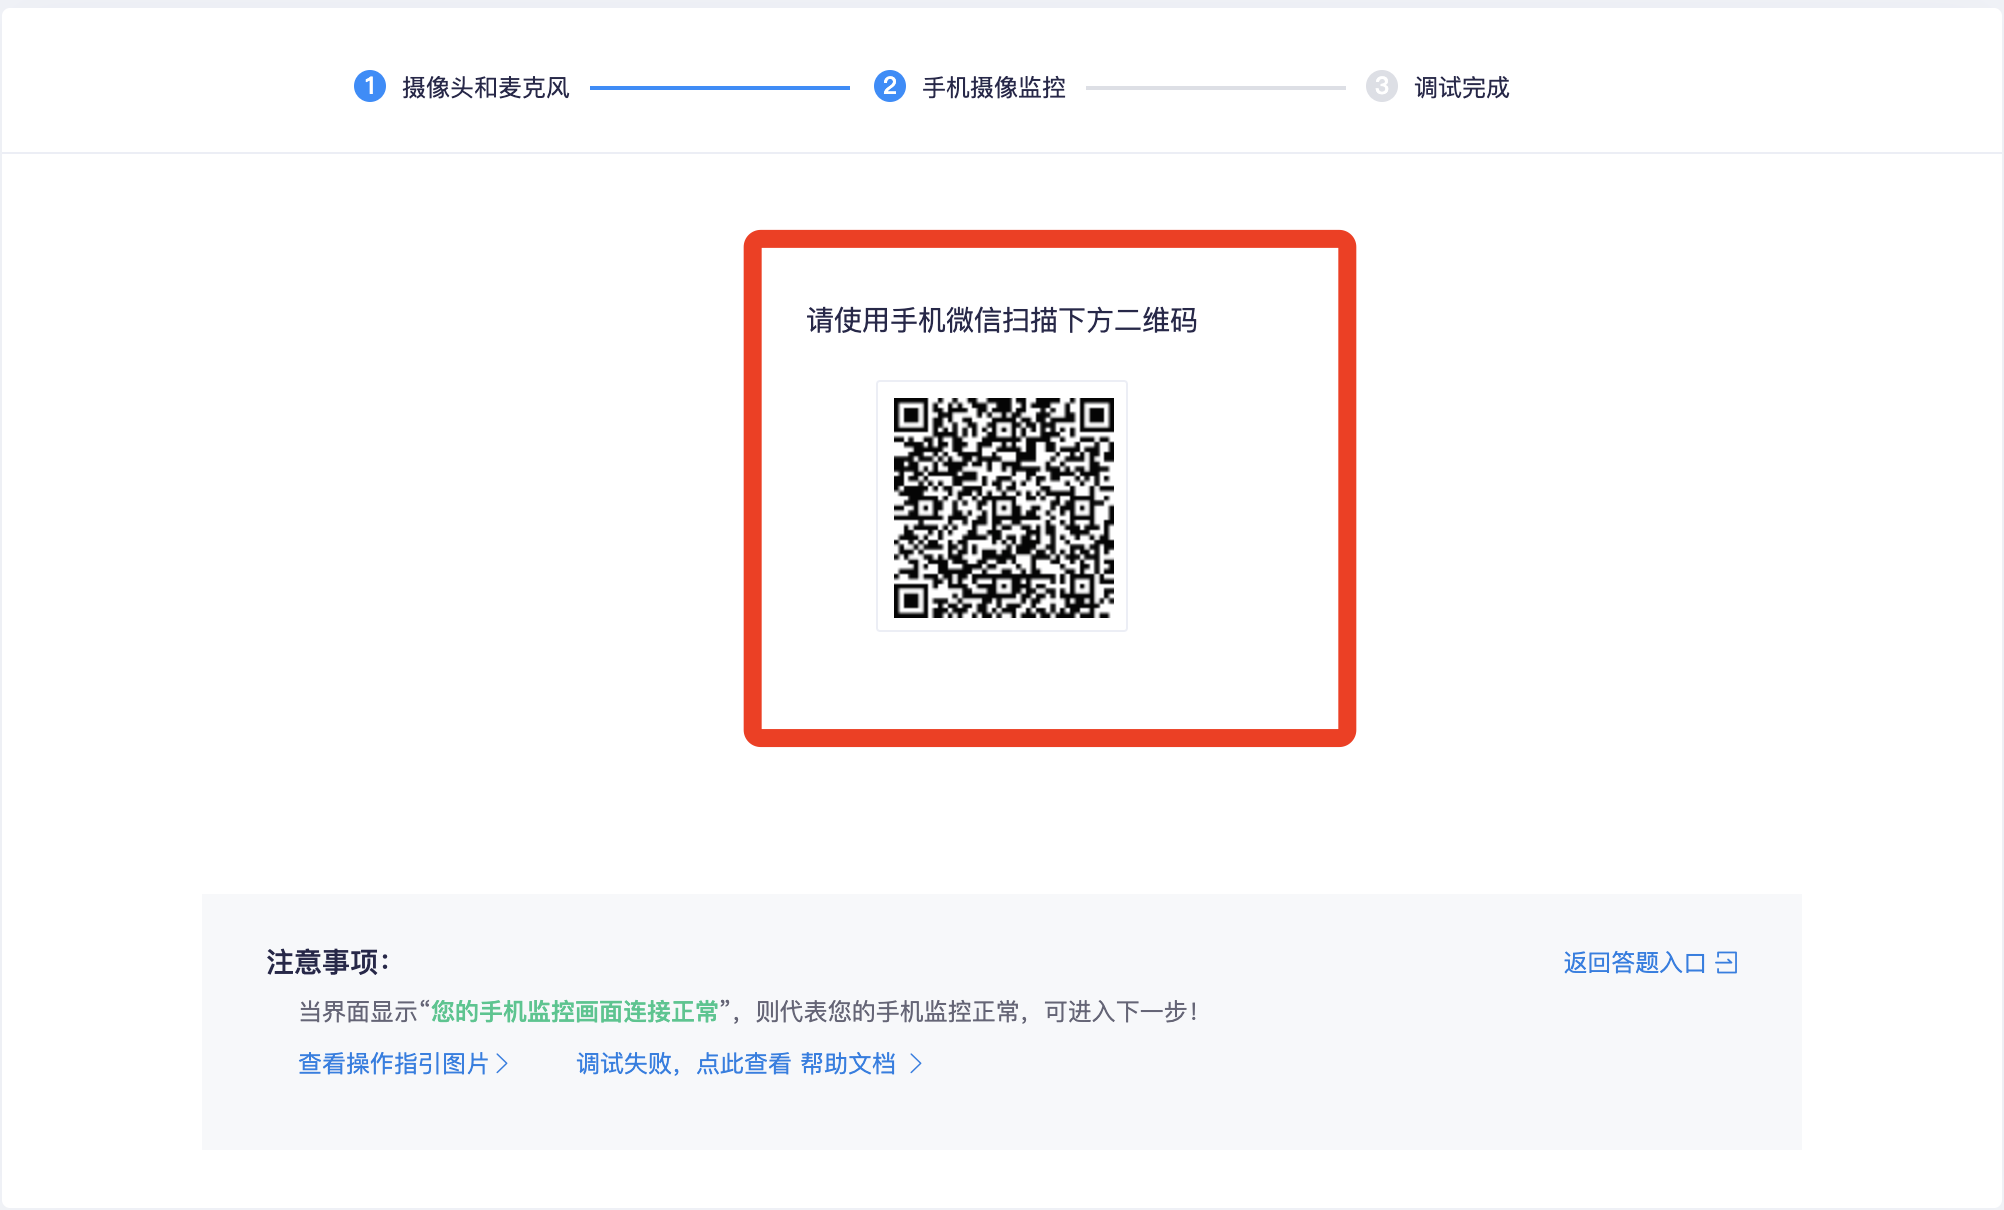 1 摄像头和麦克风 2 手机摄像监控 3 调试完成
请使用手机微信扫描下方二维码
注意事项： 返回答题入口
当界面显示“您的手机监控画面连接正常”，则代表您的手机监控正常，可进入下一步！
查看操作指引图片 调试失败，点此查看 帮助文档